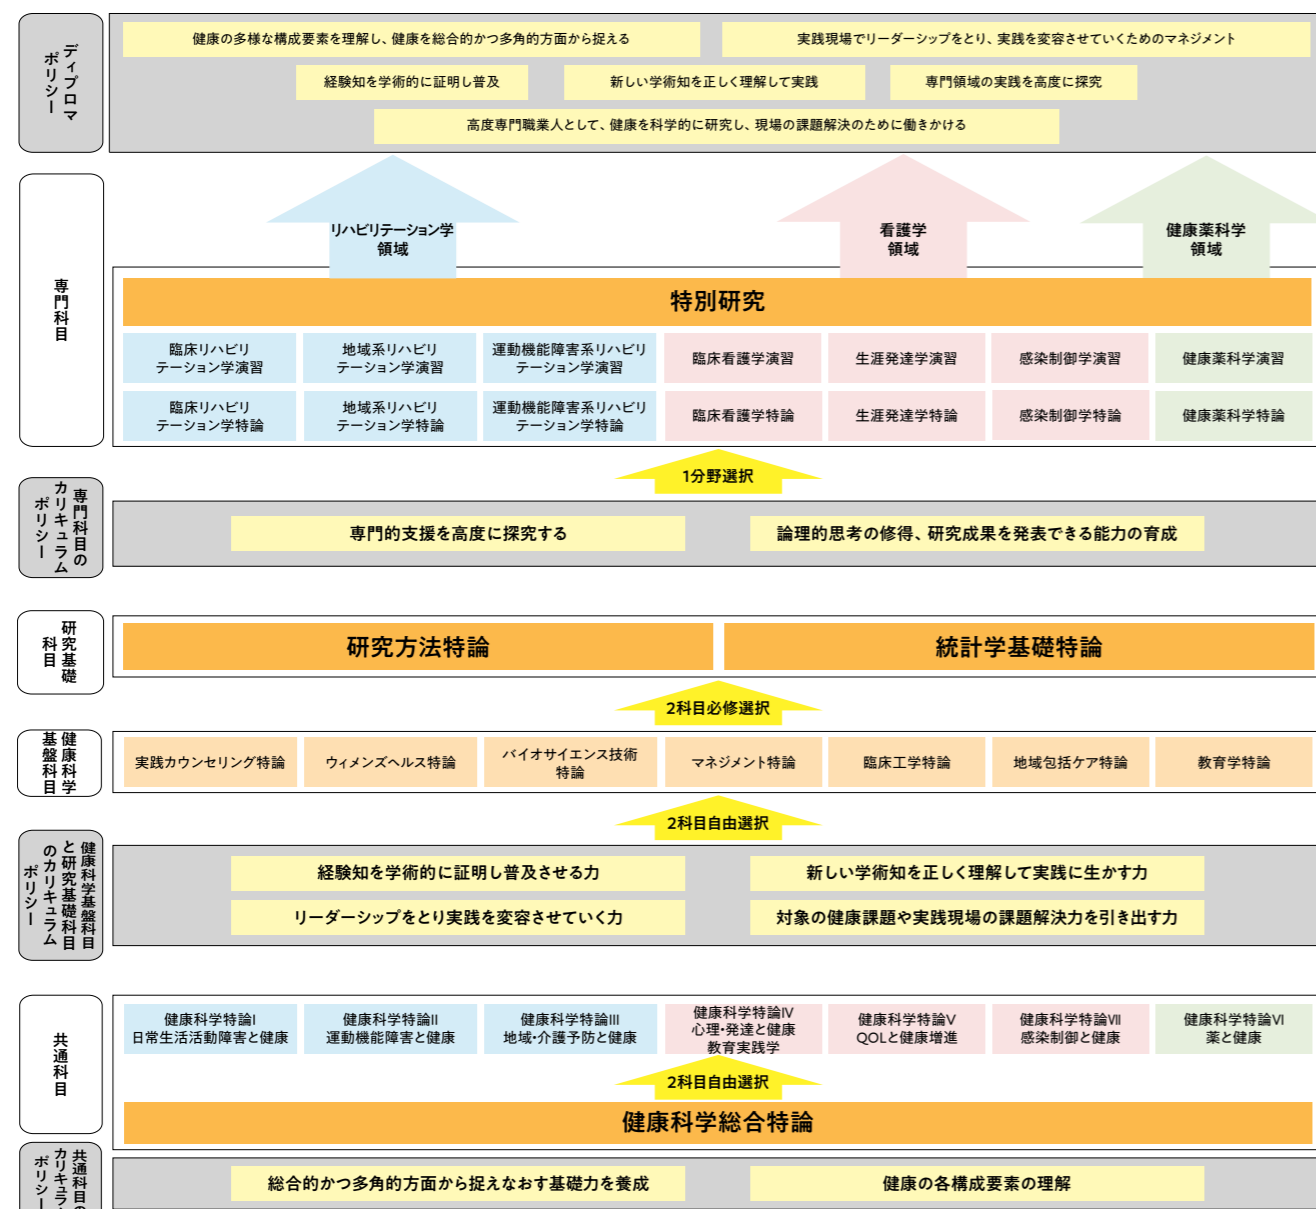 ディプロマ
ポリシー
健康の多様な構成要素を理解し、健康を総合的かつ多角的方面から捉える
実践現場でリーダーシップをとり、実践を変容させていくためのマネジメント
経験知を学術的に証明し普及
新しい学術知を正しく理解して実践
専門領域の実践を高度に探究
高度専門職業人として、健康を科学的に研究し、現場の課題解決のために働きかける
専門科目
リハビリテーション学
領域
看護学
領域
健康薬科学
領域
特別研究
臨床リハビリ
テーション学演習
地域系リハビリ
テーション学演習
運動機能障害系リハビリ
テーション学演習
臨床看護学演習
生涯発達学演習
感染制御学演習
健康薬科学演習
臨床リハビリ
テーション学特論
地域系リハビリ
テーション学特論
運動機能障害系リハビリ
テーション学特論
臨床看護学特論
生涯発達学特論
感染制御学特論
健康薬科学特論
1分野選択
専門科目の
カリキュラム
ポリシー
専門的支援を高度に探究する
論理的思考の修得、研究成果を発表できる能力の育成
研究基礎
科目
研究方法特論
統計学基礎特論
2科目必修選択
健康科学
基盤科目
実践カウンセリング特論
ウィメンズヘルス特論
バイオサイエンス技術
特論
マネジメント特論
臨床工学特論
地域包括ケア特論
教育学特論
2科目自由選択
健康科学基盤科目
と研究基礎科目
のカリキュラム
ポリシー
経験知を学術的に証明し普及させる力
新しい学術知を正しく理解して実践に生かす力
リーダーシップをとり実践を変容させていく力
対象の健康課題や実践現場の課題解決力を引き出す力
共通科目
健康科学特論Ⅰ
日常生活活動障害と健康
健康科学特論Ⅱ
運動機能障害と健康
健康科学特論Ⅲ
地域・介護予防と健康
健康科学特論Ⅳ
心理・発達と健康
教育実践学
健康科学特論Ⅴ
QOLと健康増進
健康科学特論Ⅶ
感染制御と健康
健康科学特論Ⅵ
薬と健康
2科目自由選択
健康科学総合特論
共通科目の
カリキュラム
ポリシー
総合的かつ多角的方面から捉えなおす基礎力を養成
健康の各構成要素の理解